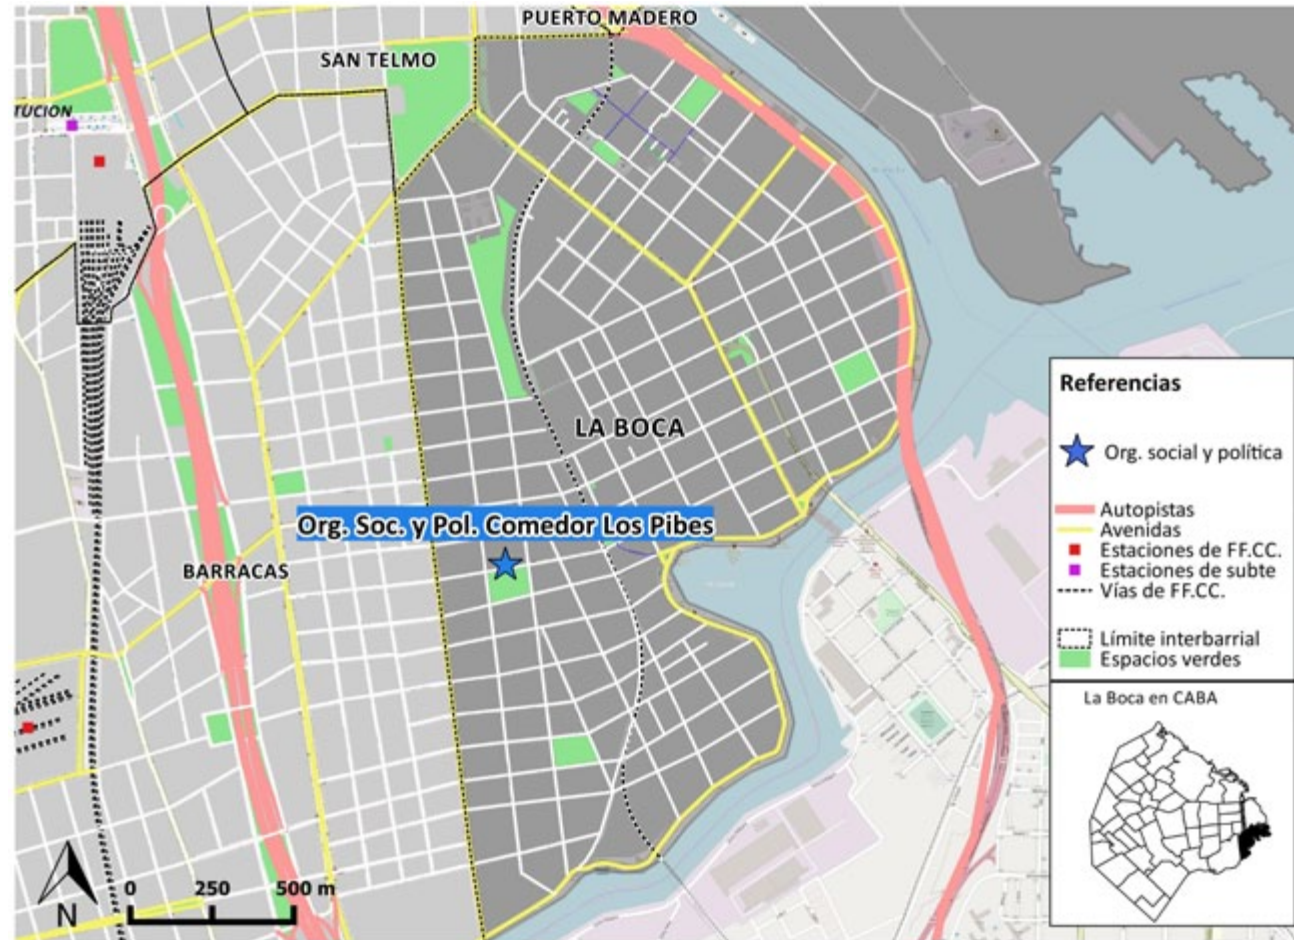 PUERTO MADERO
SAN TELMO
TUCION
LA BOCA
Org. Soc. y Pol. Comedor Los Pibes
BARRACAS
N
0 250 500 m
Referencias
Org. social y política
Autopistas
Avenidas
Estaciones de FF.CC.
Estaciones de subte
Vías de FF.CC.
Límite interbarrial
Espacios verdes
La Boca en CABA